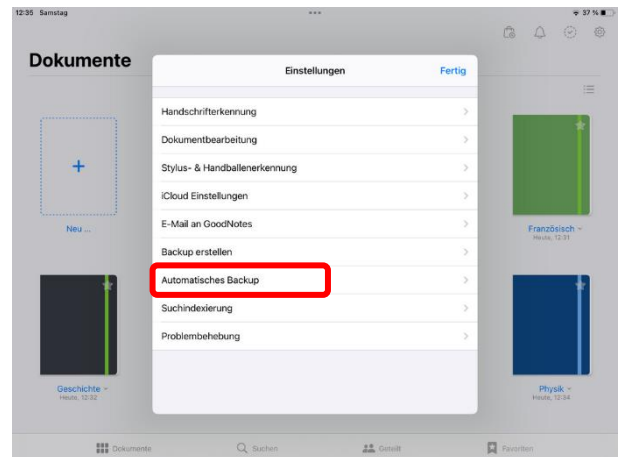 12:35 Samstag
37 %
Dokumente
Einstellungen
Fertig
Handschrifterkennung
Dokumentbearbeitung
Stylus- & Handballenerkennung
iCloud Einstellungen
E-Mail an GoodNotes
Backup erstellen
Automatisches Backup
Suchindexierung
Problembehebung
Neu ...
Französisch
Heute, 12:31
Geschichte
Heute, 12:32
Physik
Heute, 12:34
Dokumente
Suchen
Geteilt
Favoriten